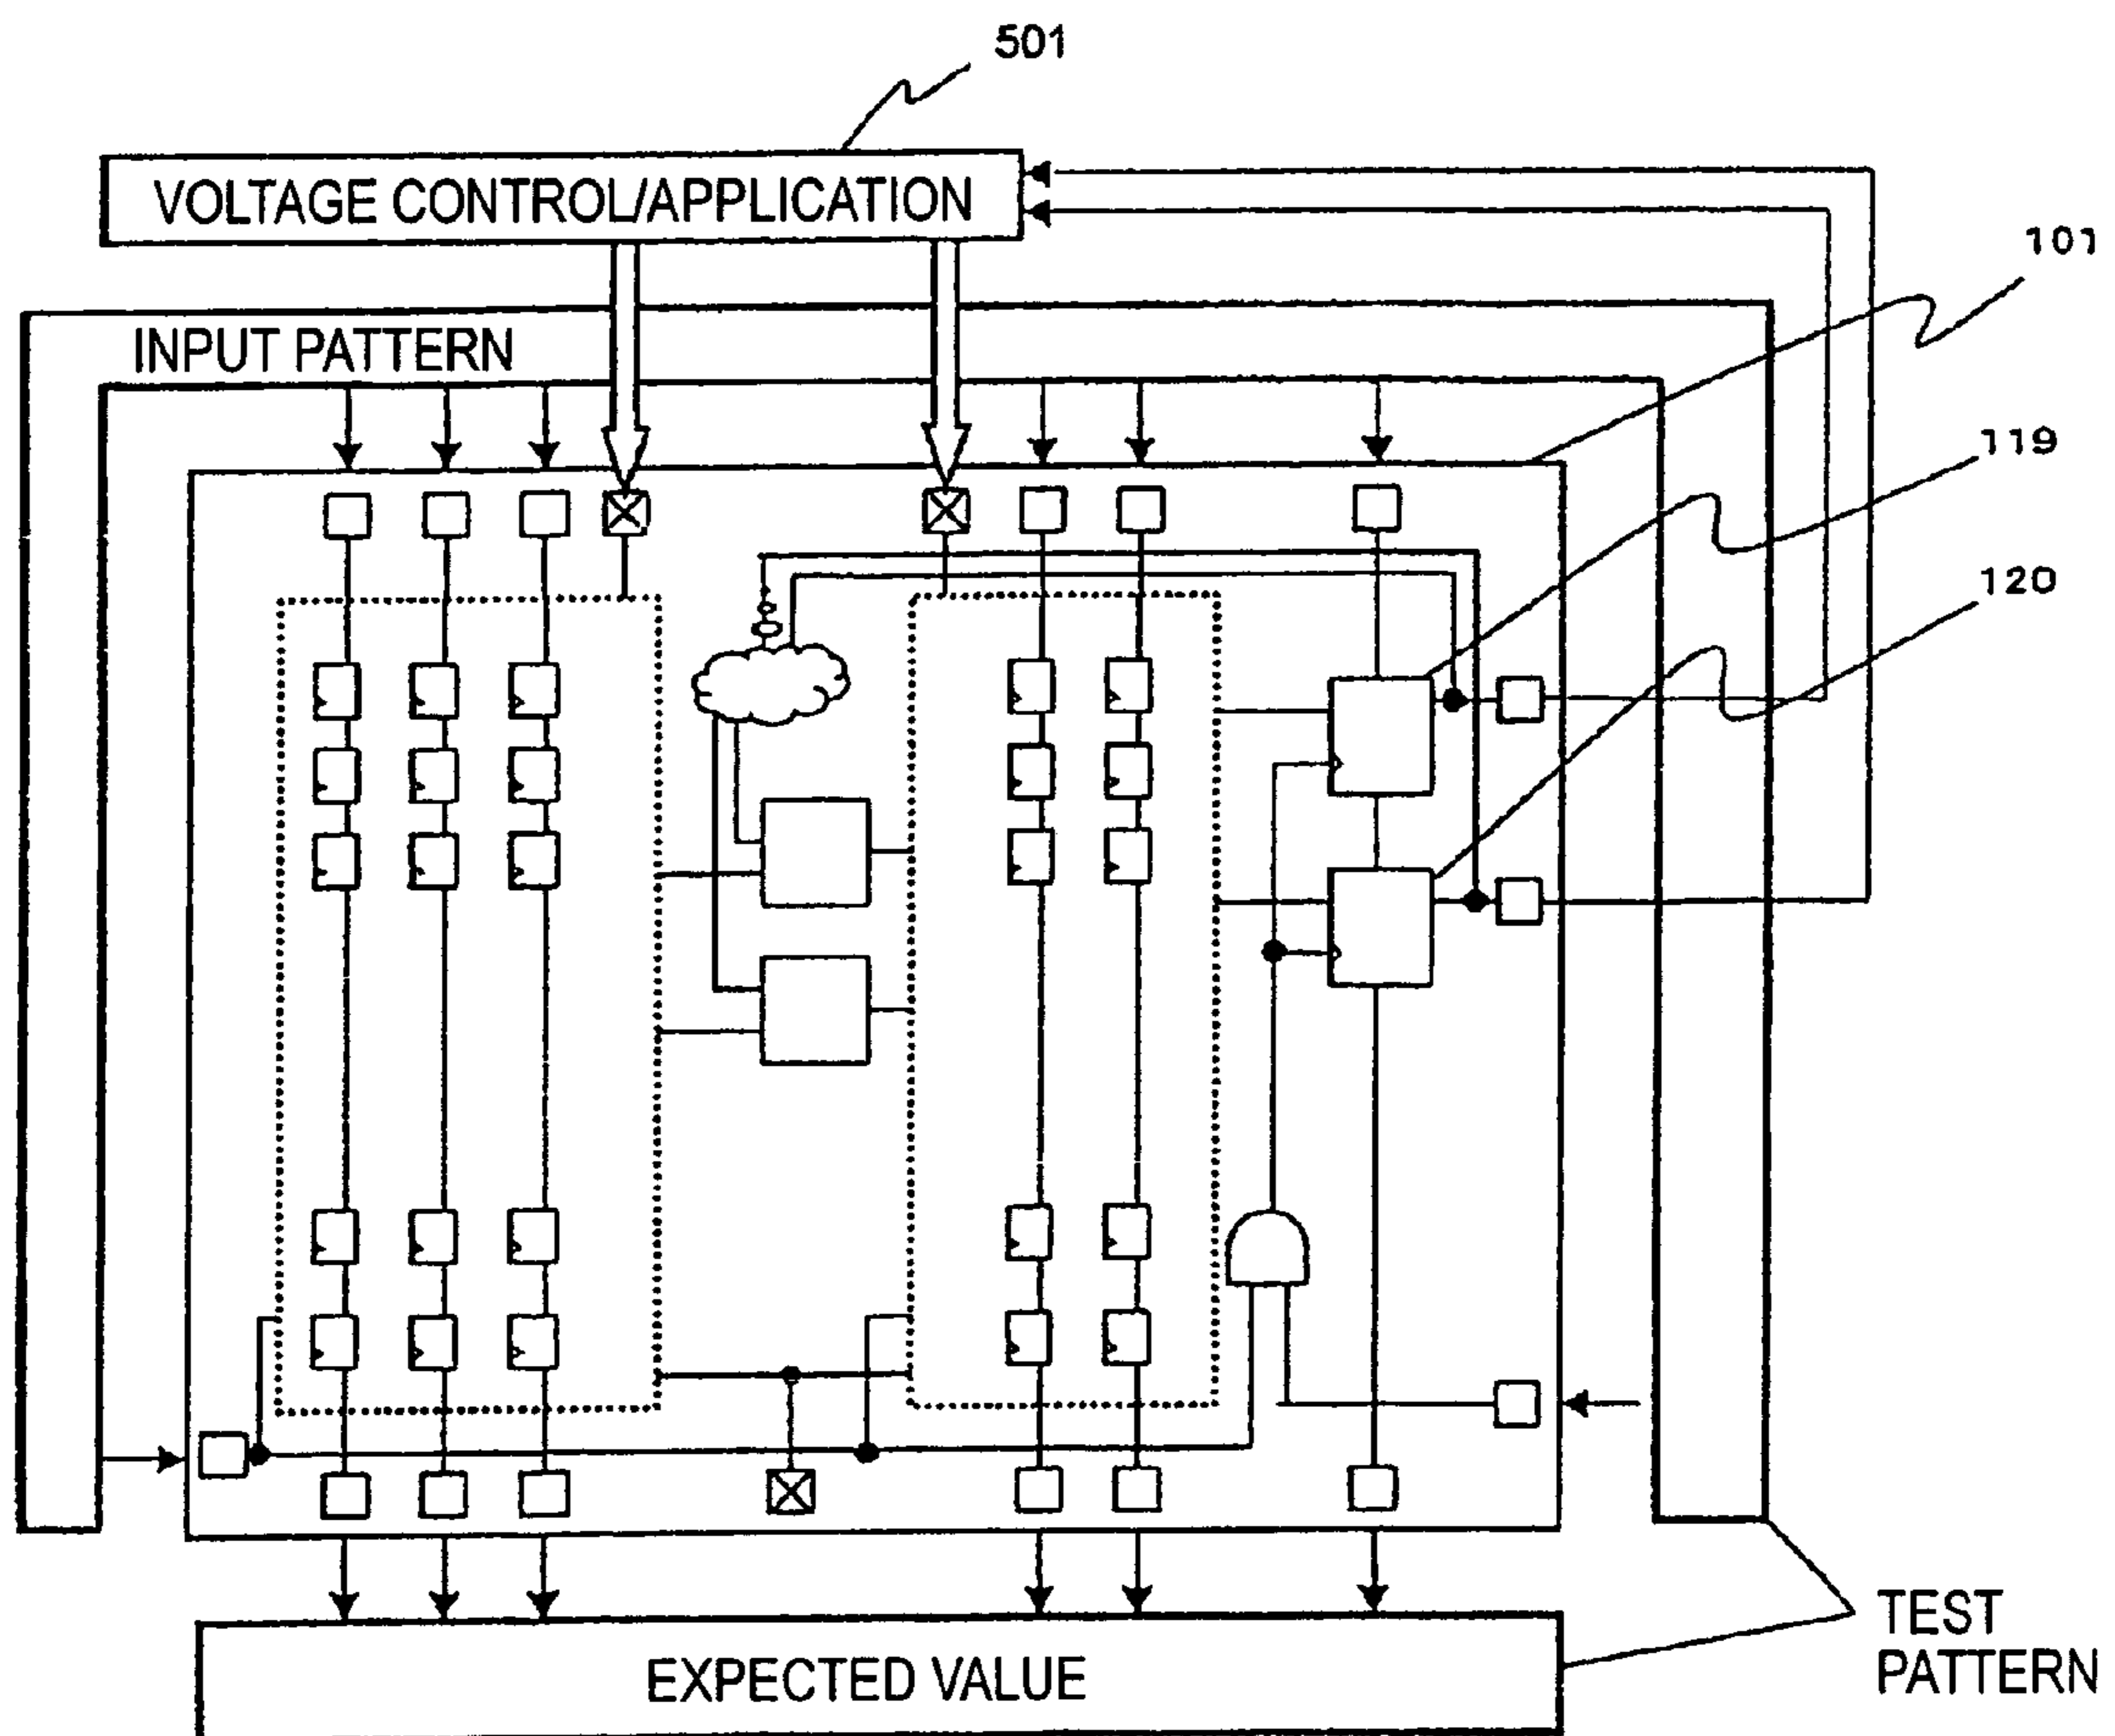 501
VOLTAGE CONTROL/APPLICATION
101
INPUT PATTERN
119
120
TEST
PATTERN
EXPECTED VALUE